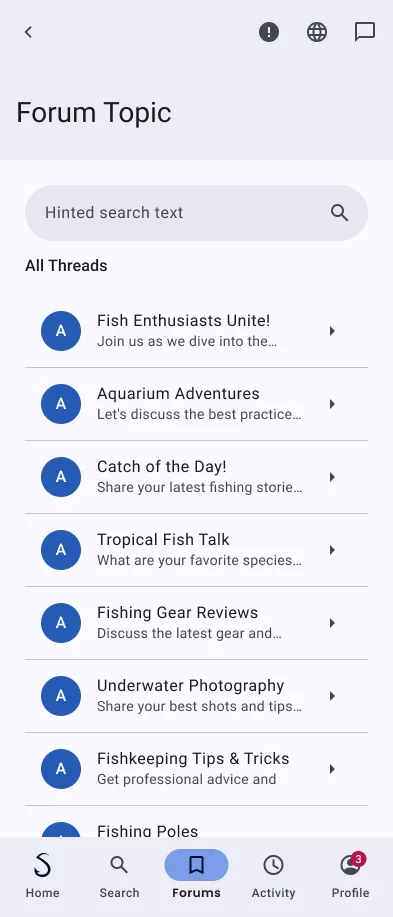 Forum Topic
Hinted search text
All Threads
A
Fish Enthusiasts Unite!
Join us as we dive into the…
A
Aquarium Adventures
Let's discuss the best practice…
A
Catch of the Day!
Share your latest fishing storie…
A
Tropical Fish Talk
What are your favorite species…
A
Fishing Gear Reviews
Discuss the latest gear and…
A
Underwater Photography
Share your best shots and tips…
A
Fishkeeping Tips & Tricks
Get professional advice and
A
Fishing Poles
3
Home Search Forums Activity Profile